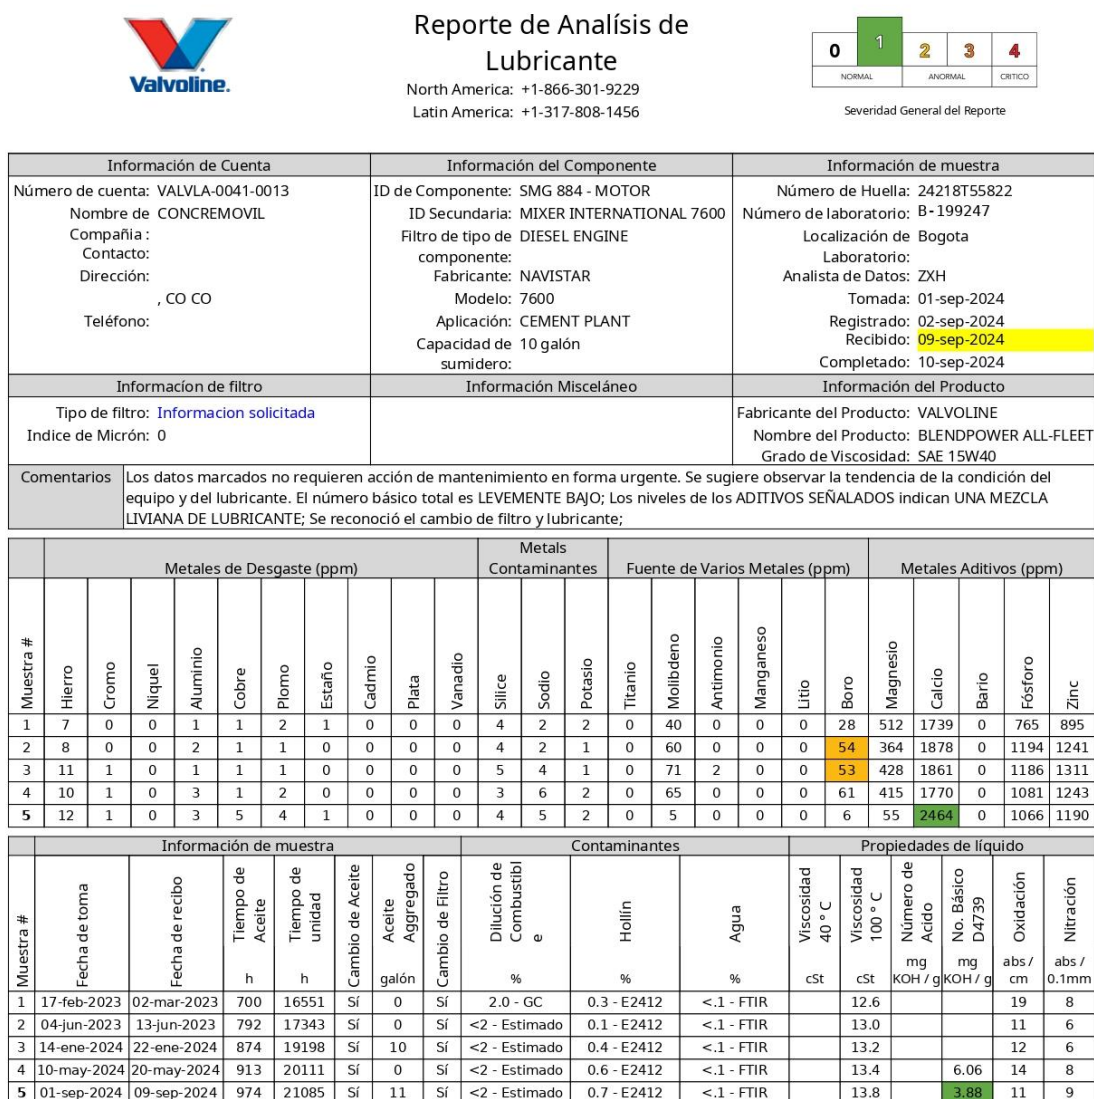 Valvoline.
Reporte de Analísis de
Lubricante
North America: +1-866-301-9229
Latin America: +1-317-808-1456
0 1 2 3 4
NORMAL ANORMAL CRITICO
Severidad General del Reporte
Información de Cuenta
Número de cuenta: VALVLA-0041-0013
Nombre de CONCREMOVIL
Compañia :
Contacto:
Dirección:
, CO CO
Teléfono:
Información del Componente
ID de Componente: SMG 884 - MOTOR
ID Secundaria: MIXER INTERNATIONAL 7600
Filtro de tipo de DIESEL ENGINE
componente:
Fabricante: NAVISTAR
Modelo: 7600
Aplicación: CEMENT PLANT
Capacidad de 10 galón
sumidero:
Información de muestra
Número de Huella: 24218T55822
Número de laboratorio: B-199247
Localización de Bogota
Laboratorio:
Analista de Datos: ZXH
Tomada: 01-sep-2024
Registrado: 02-sep-2024
Recibido: 09-sep-2024
Completado: 10-sep-2024
Informacíon de filtro
Tipo de filtro: Informacion solicitada
Indice de Micrón: 0
Información Misceláneo
Información del Producto
Fabricante del Producto: VALVOLINE
Nombre del Producto: BLENDPOWER ALL-FLEET
Grado de Viscosidad: SAE 15W40
Comentarios
Los datos marcados no requieren acción de mantenimiento en forma urgente. Se sugiere observar la tendencia de la condición del
equipo y del lubricante. El número básico total es LEVEMENTE BAJO; Los niveles de los ADITIVOS SEÑALADOS indican UNA MEZCLA
LIVIANA DE LUBRICANTE; Se reconoció el cambio de filtro y lubricante;
Metales de Desgaste (ppm) Metals Contaminantes Fuente de Varios Metales (ppm) Metales Aditivos (ppm)
Muestra # Hierro Cromo Niquel Aluminio Cobre Plomo Estaño Cadmio Plata Vanadio Silice Sodio Potasio Titanio Molibdeno Antimonio Manganeso Litio Boro Magnesio Calcio Bario Fósforo Zinc
1 7 0 0 1 1 2 1 0 0 0 4 2 2 0 40 0 0 0 28 512 1739 0 765 895
2 8 0 0 2 1 1 0 0 0 0 4 2 1 0 60 0 0 0 54 364 1878 0 1194 1241
3 11 1 0 1 1 1 0 0 0 0 5 4 1 0 71 2 0 0 53 428 1861 0 1186 1311
4 10 1 0 3 1 2 0 0 0 0 3 6 2 0 65 0 0 0 61 415 1770 0 1081 1243
5 12 1 0 3 5 4 1 0 0 0 4 5 2 0 5 0 0 0 6 55 2464 0 1066 1190
Información de muestra Contaminantes Propiedades de líquido
Muestra # Fecha de toma Fecha de recibo Tiempo de Aceite Tiempo de unidad Cambio de Aceite Aceite Aggregado Cambio de Filtro Dilución de Combustibl e Hollín Agua Viscosidad 40 ° C Viscosidad 100 ° C Número de Acido No. Básico D4739 Oxidación Nitración
h h galón % % % cSt cSt mg KOH / g mg KOH / g abs / cm abs / 0.1mm
1 17-feb-2023 02-mar-2023 700 16551 Sí 0 Sí 2.0 - GC 0.3 - E2412 <.1 - FTIR 12.6 19 8
2 04-jun-2023 13-jun-2023 792 17343 Sí 0 Sí <2 - Estimado 0.1 - E2412 <.1 - FTIR 13.0 11 6
3 14-ene-2024 22-ene-2024 874 19198 Sí 10 Sí <2 - Estimado 0.4 - E2412 <.1 - FTIR 13.2 12 6
4 10-may-2024 20-may-2024 913 20111 Sí 0 Sí <2 - Estimado 0.6 - E2412 <.1 - FTIR 13.4 6.06 14 8
5 01-sep-2024 09-sep-2024 974 21085 Sí 11 Sí <2 - Estimado 0.7 - E2412 <.1 - FTIR 13.8 3.88 11 9